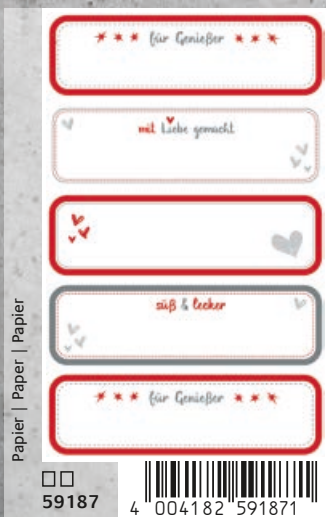 ✶ ✶ ✶ für Genießer ✶ ✶ ✶
mit Liebe gemacht
süß & lecker
✶ ✶ ✶ für Genießer ✶ ✶ ✶
Papier | Paper | Papier
59187
4 004182 591871